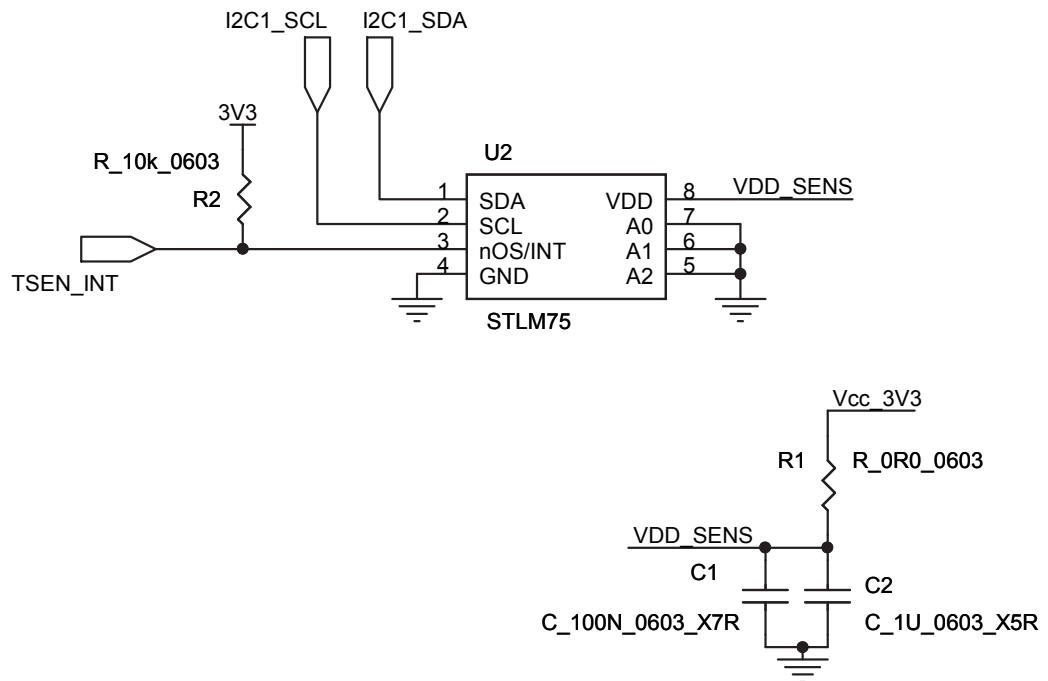 I2C1_SCL
I2C1_SDA
3V3
R_10k_0603
R2
TSEN_INT
U2
1 SDA VDD 8 VDD_SENS
2 SCL A0 7
3 nOS/INT A1 6
4 GND A2 5
STLM75
Vcc_3V3
R1 R_0R0_0603
VDD_SENS
C1
C2
C_100N_0603_X7R
C_1U_0603_X5R